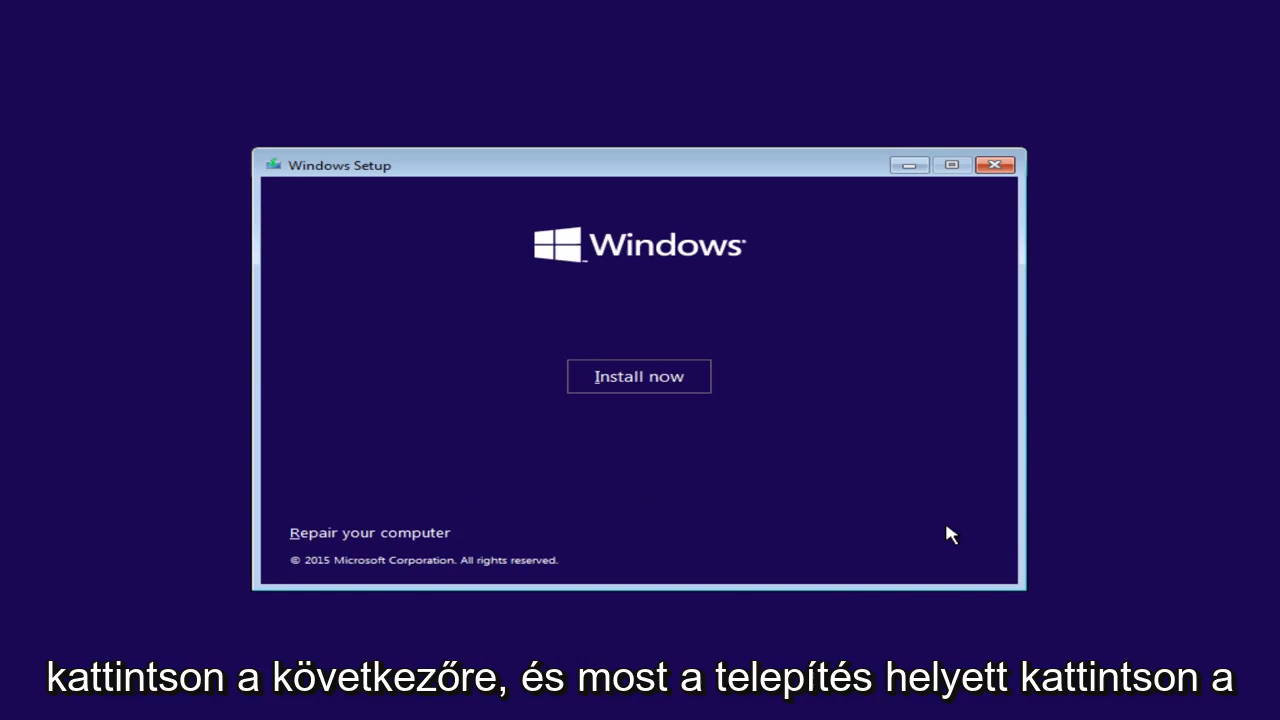 Windows Setup
Windows
Install now
Repair your computer
© 2015 Microsoft Corporation. All rights reserved.
kattintson a következőre, és most a telepítés helyett kattintson a